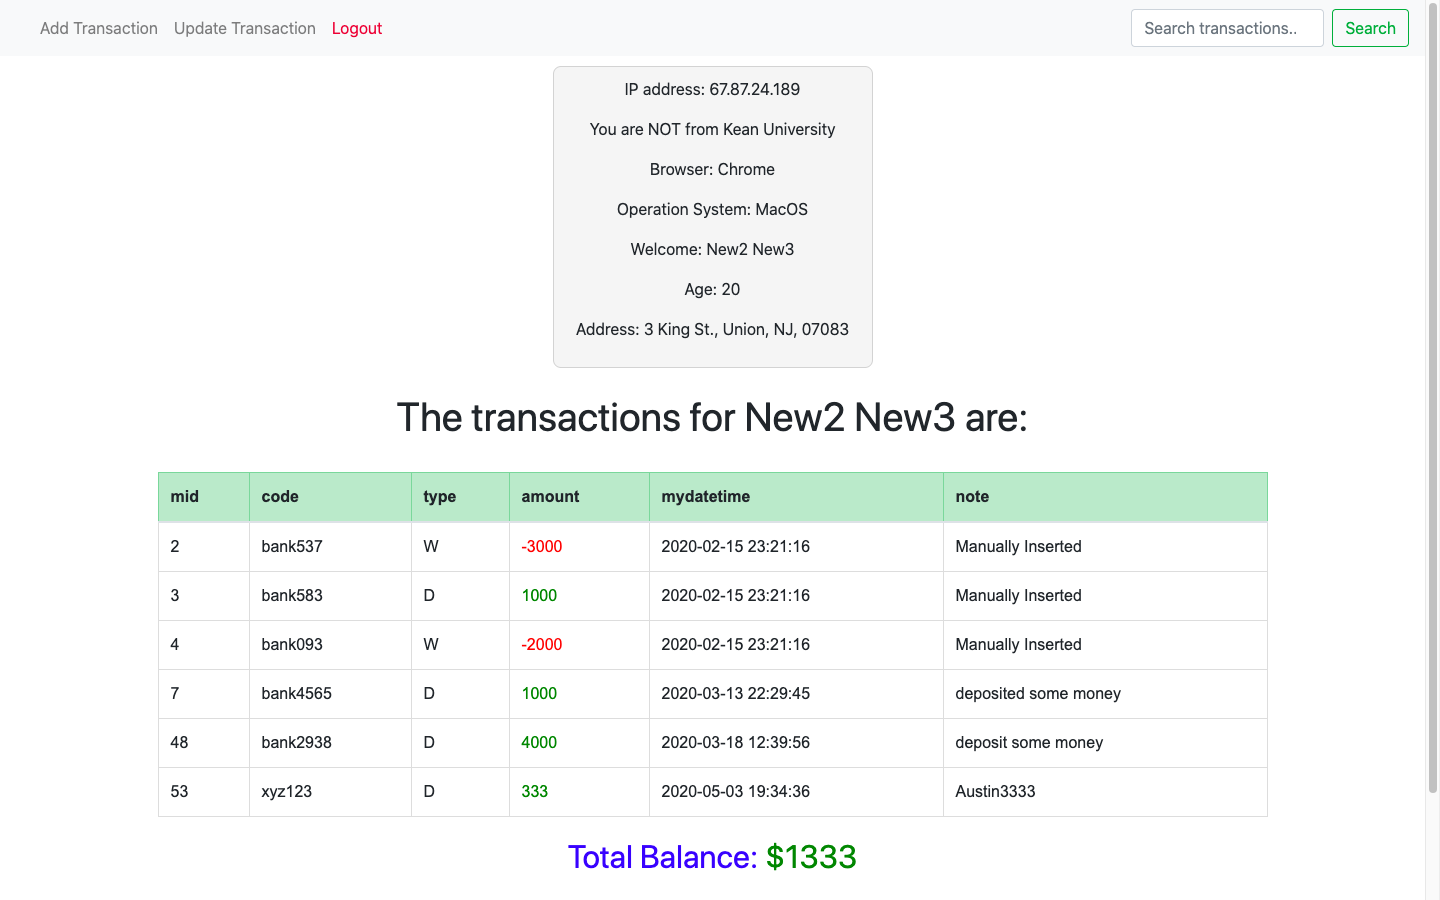 Add Transaction Update Transaction Logout Search transactions.. Search
IP address: 67.87.24.189
You are NOT from Kean University
Browser: Chrome
Operation System: MacOS
Welcome: New2 New3
Age: 20
Address: 3 King St., Union, NJ, 07083
The transactions for New2 New3 are:
mid code type amount mydatetime note
2 bank537 W -3000 2020-02-15 23:21:16 Manually Inserted
3 bank583 D 1000 2020-02-15 23:21:16 Manually Inserted
4 bank093 W -2000 2020-02-15 23:21:16 Manually Inserted
7 bank4565 D 1000 2020-03-13 22:29:45 deposited some money
48 bank2938 D 4000 2020-03-18 12:39:56 deposit some money
53 xyz123 D 333 2020-05-03 19:34:36 Austin3333
Total Balance: $1333